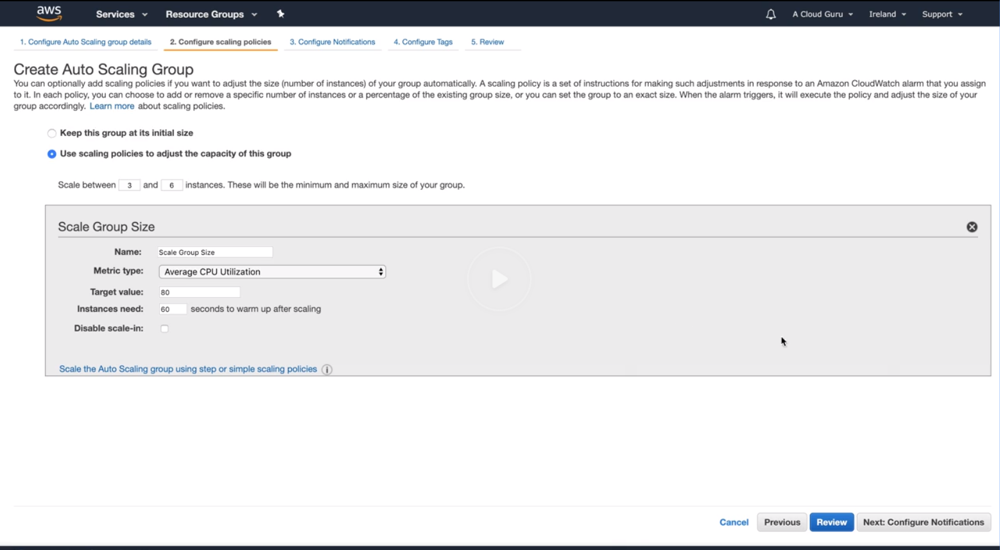 aws Services Resource Groups A Cloud Guru Ireland Support
1. Configure Auto Scaling group details 2. Configure scaling policies 3. Configure Notifications 4. Configure Tags 5. Review
Create Auto Scaling Group
You can optionally add scaling policies if you want to adjust the size (number of instances) of your group automatically. A scaling policy is a set of instructions for making such adjustments in response to an Amazon CloudWatch alarm that you assign
to it. In each policy, you can choose to add or remove a specific number of instances or a percentage of the existing group size, or you can set the group to an exact size. When the alarm triggers, it will execute the policy and adjust the size of your
group accordingly. Learn more about scaling policies.
Keep this group at its initial size
Use scaling policies to adjust the capacity of this group
Scale between 3 and 6 instances. These will be the minimum and maximum size of your group.
Scale Group Size
Name: Scale Group Size
Metric type: Average CPU Utilization
Target value: 80
Instances need: 60 seconds to warm up after scaling
Disable scale-in:
Scale the Auto Scaling group using step or simple scaling policies i
Cancel Previous Review Next: Configure Notifications